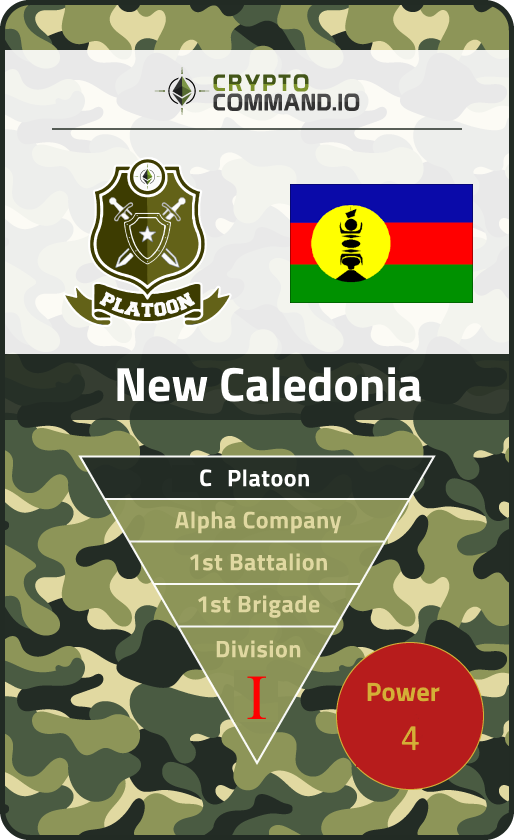 CRYPTO
COMMAND.IO
PLATOON
New Caledonia
C Platoon
Alpha Company
1st Battalion
1st Brigade
Division
I
Power
4